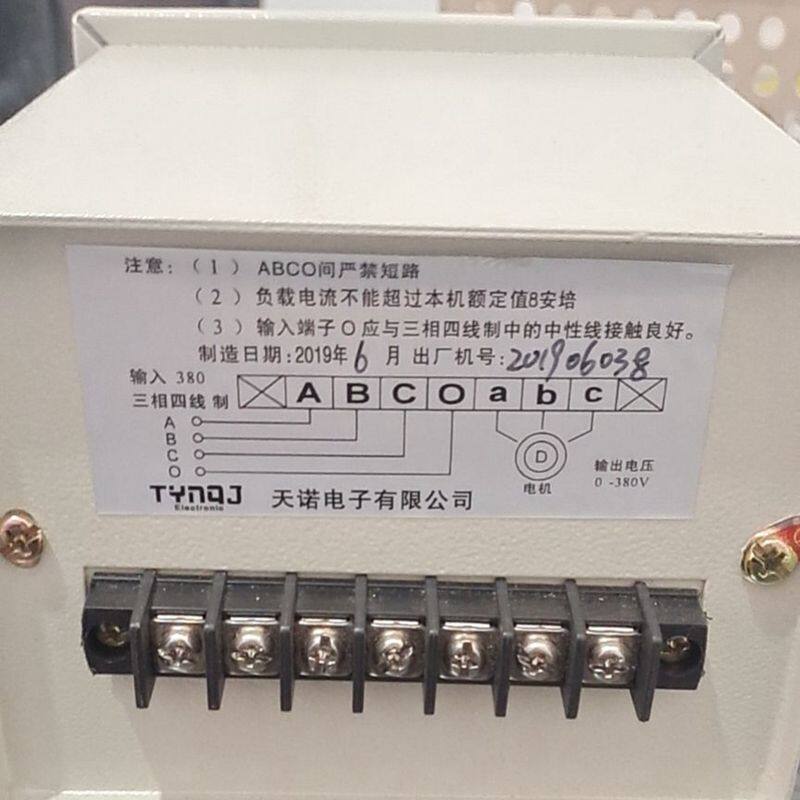 注意:(1) ABCO间严禁短路
(2) 负载电流不能超过本机额定值8安培
(3) 输入端子O应与三相四线制中的中性线接触良好。
制造日期:2019年6月 出厂机号:201906038
输入 380
三相四线 制
A B C O a b c
A
B
C
O
D
电机
输出电压
0 -380V
TYNQJ
Electronic
天诺电子有限公司